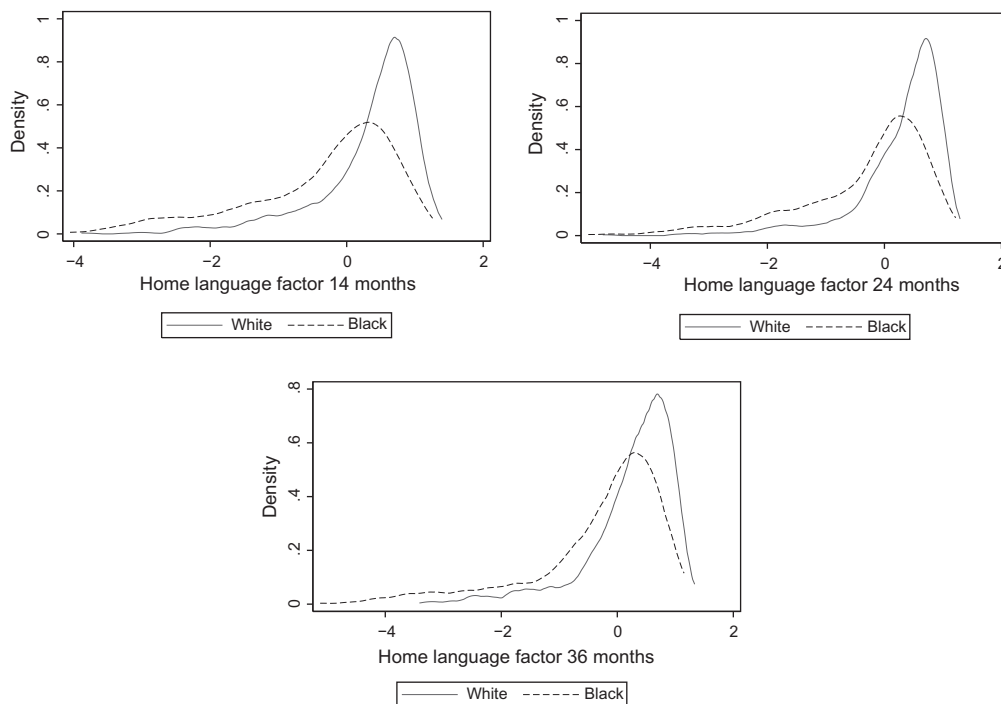 1
.8
.6
.4
.2
0
Density
−4
−2
0
2
Home language factor 14 months
White
Black
1
.8
.6
.4
.2
0
Density
−4
−2
0
2
Home language factor 24 months
White
Black
0.8
.6
.4
.2
0
Density
−4
−2
0
2
Home language factor 36 months
White
Black